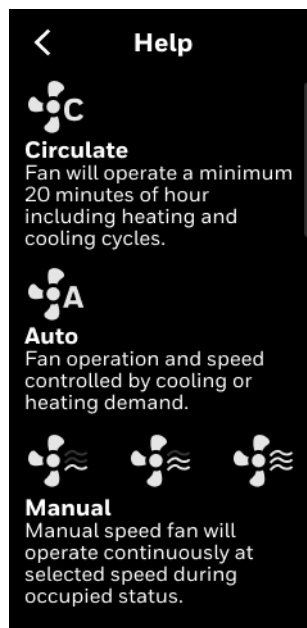 Help
C
Circulate
Fan will operate a minimum
20 minutes of hour
including heating and
cooling cycles.
A
Auto
Fan operation and speed
controlled by cooling or
heating demand.
Manual
Manual speed fan will
operate continuously at
selected speed during
occupied status.